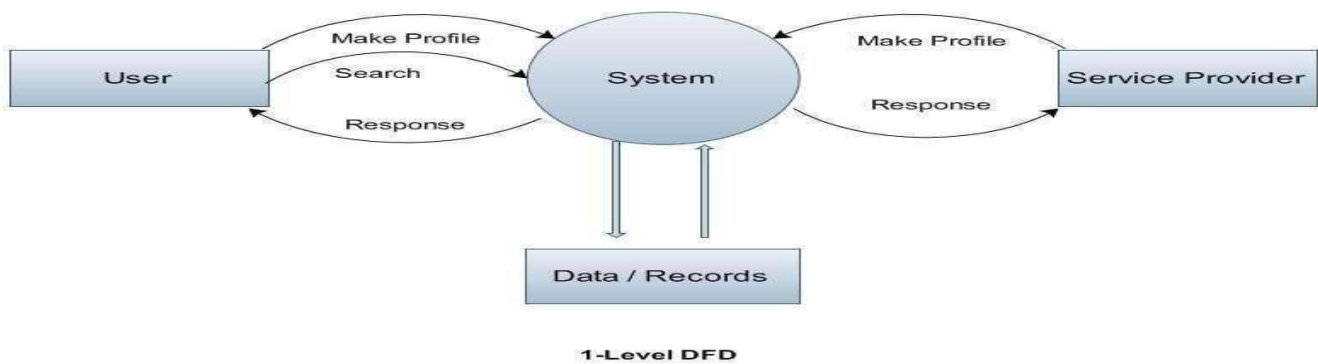 Make Profile
Make Profile
User
Search
System
Service Provider
Response
Response
Data / Records
1-Level DFD